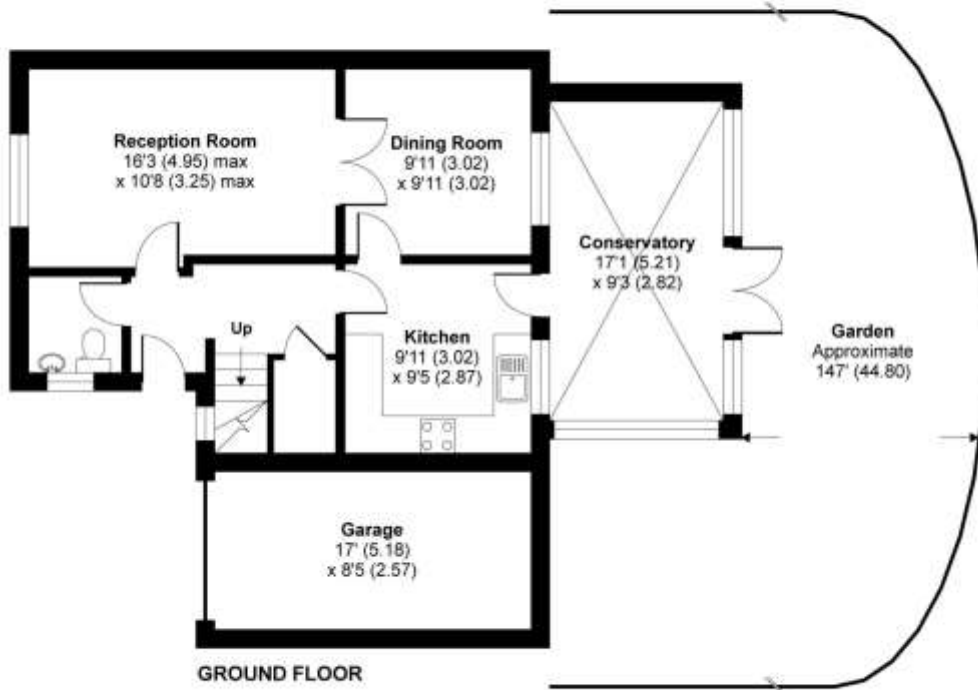 Reception Room
16'3 (4.95) max
x 10'8 (3.25) max
Dining Room
9'11 (3.02)
x 9'11 (3.02)
Conservatory
17'1 (5.21)
x 9'3 (2.82)
Up
Kitchen
9'11 (3.02)
x 9'5 (2.87)
Garden
Approximate
147' (44.80)
Garage
17' (5.18)
x 8'5 (2.57)
GROUND FLOOR